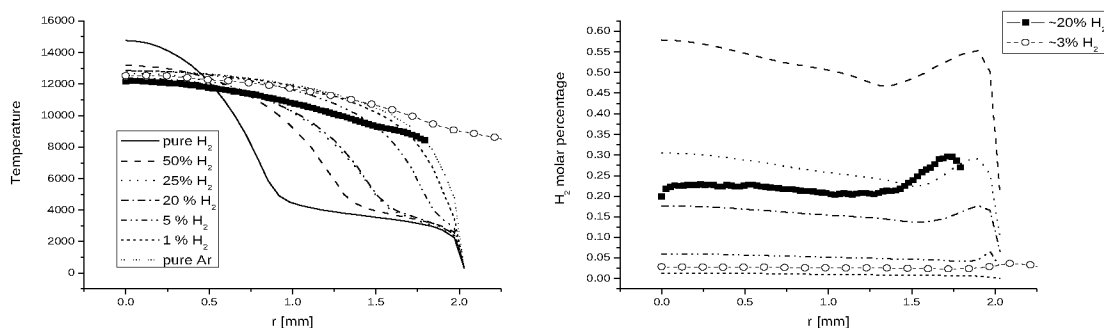 16000
14000
12000
10000
8000
6000
4000
2000
0
Temperature
pure H₂
50% H₂
25% H₂
20 % H₂
5 % H₂
1 % H₂
pure Ar
0.0 0.5 1.0 1.5 2.0
r [mm]
~20% H₂
~3% H₂
0.60
0.55
0.50
0.45
0.40
0.35
0.30
0.25
0.20
0.15
0.10
0.05
0.00
H₂ molar percentage
0.0 0.5 1.0 1.5 2.0
r [mm]